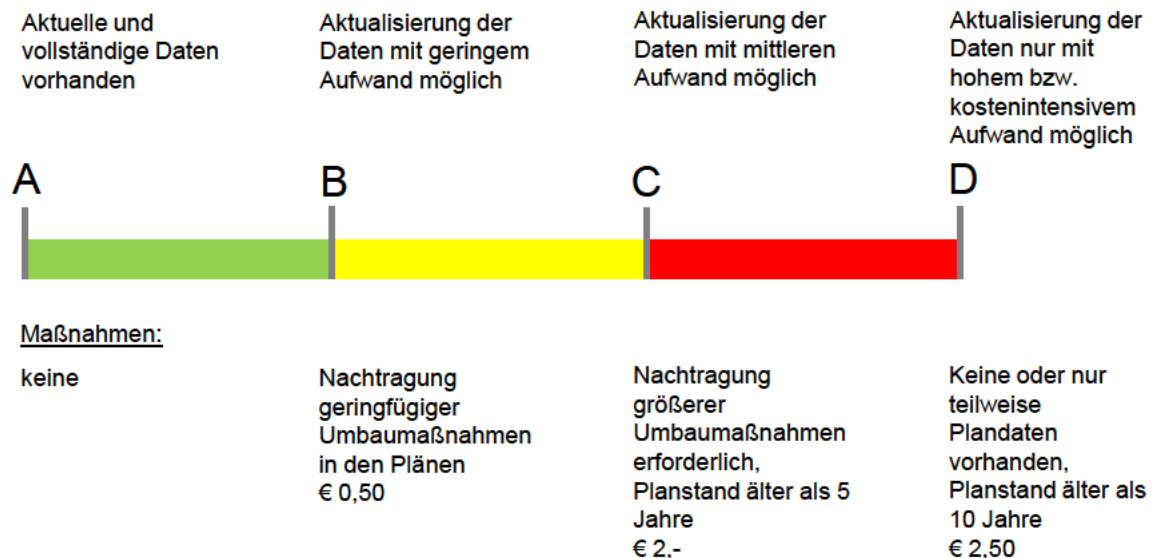 Aktuelle und
vollständige Daten
vorhanden
Aktualisierung der
Daten mit geringem
Aufwand möglich
Aktualisierung der
Daten mit mittleren
Aufwand möglich
Aktualisierung der
Daten nur mit
hohem bzw.
kostenintensivem
Aufwand möglich
A
B
C
D
Maßnahmen:
keine
Nachtragung
geringfügiger
Umbaumaßnahmen
in den Plänen
€ 0,50
Nachtragung
größerer
Umbaumaßnahmen
erforderlich,
Planstand älter als 5
Jahre
€ 2,-
Keine oder nur
teilweise
Plandaten
vorhanden,
Planstand älter als
10 Jahre
€ 2,50